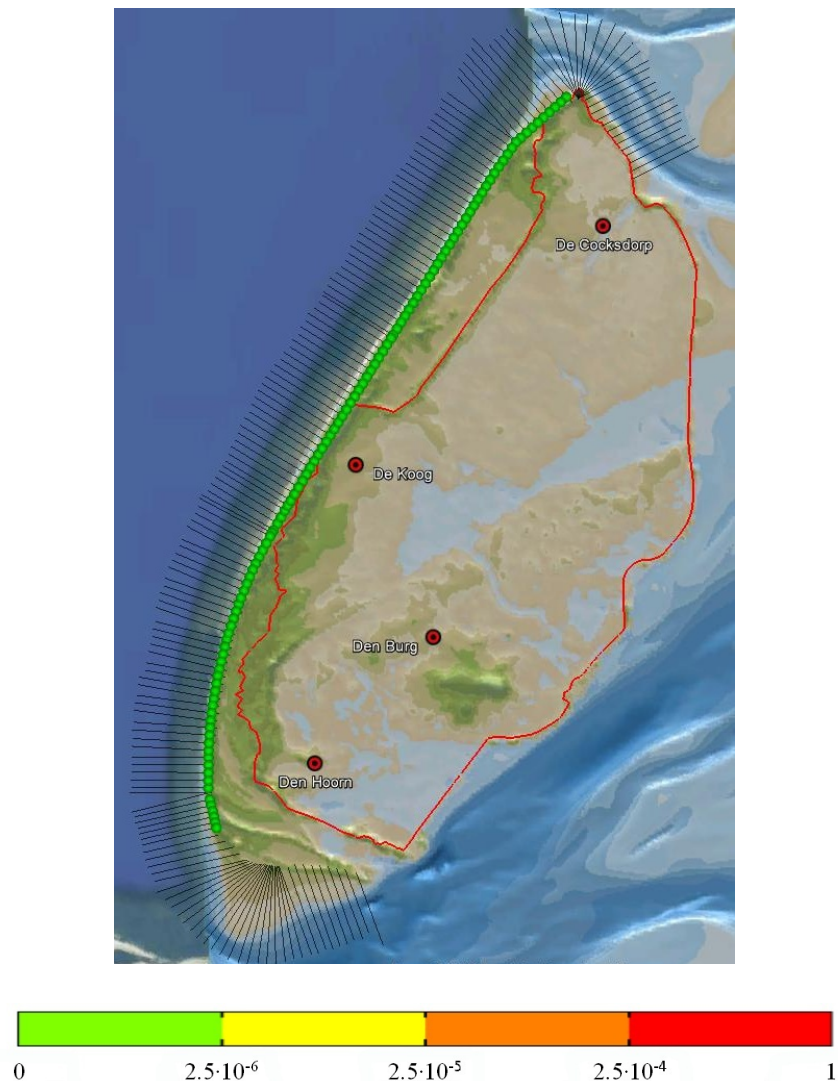 De Cocksdorp
De Koog
Den Burg
Den Hoorn
0 2.5·10⁻⁶ 2.5·10⁻⁵ 2.5·10⁻⁴ 1